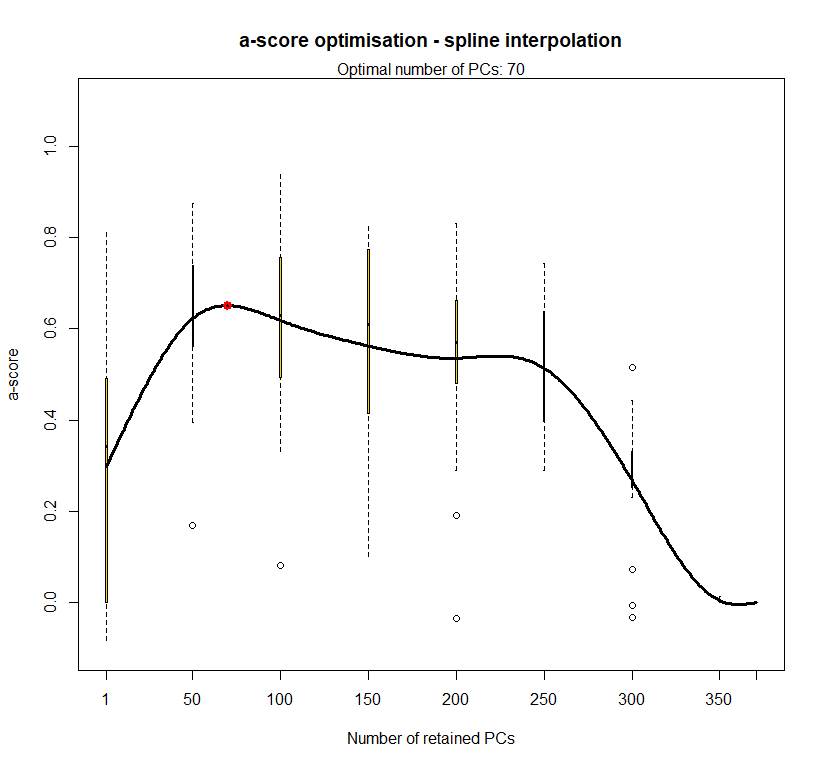 a-score optimisation - spline interpolation
Optimal number of PCs: 70
a-score
1.0
0.8
0.6
0.4
0.2
0.0
1 50 100 150 200 250 300 350
Number of retained PCs